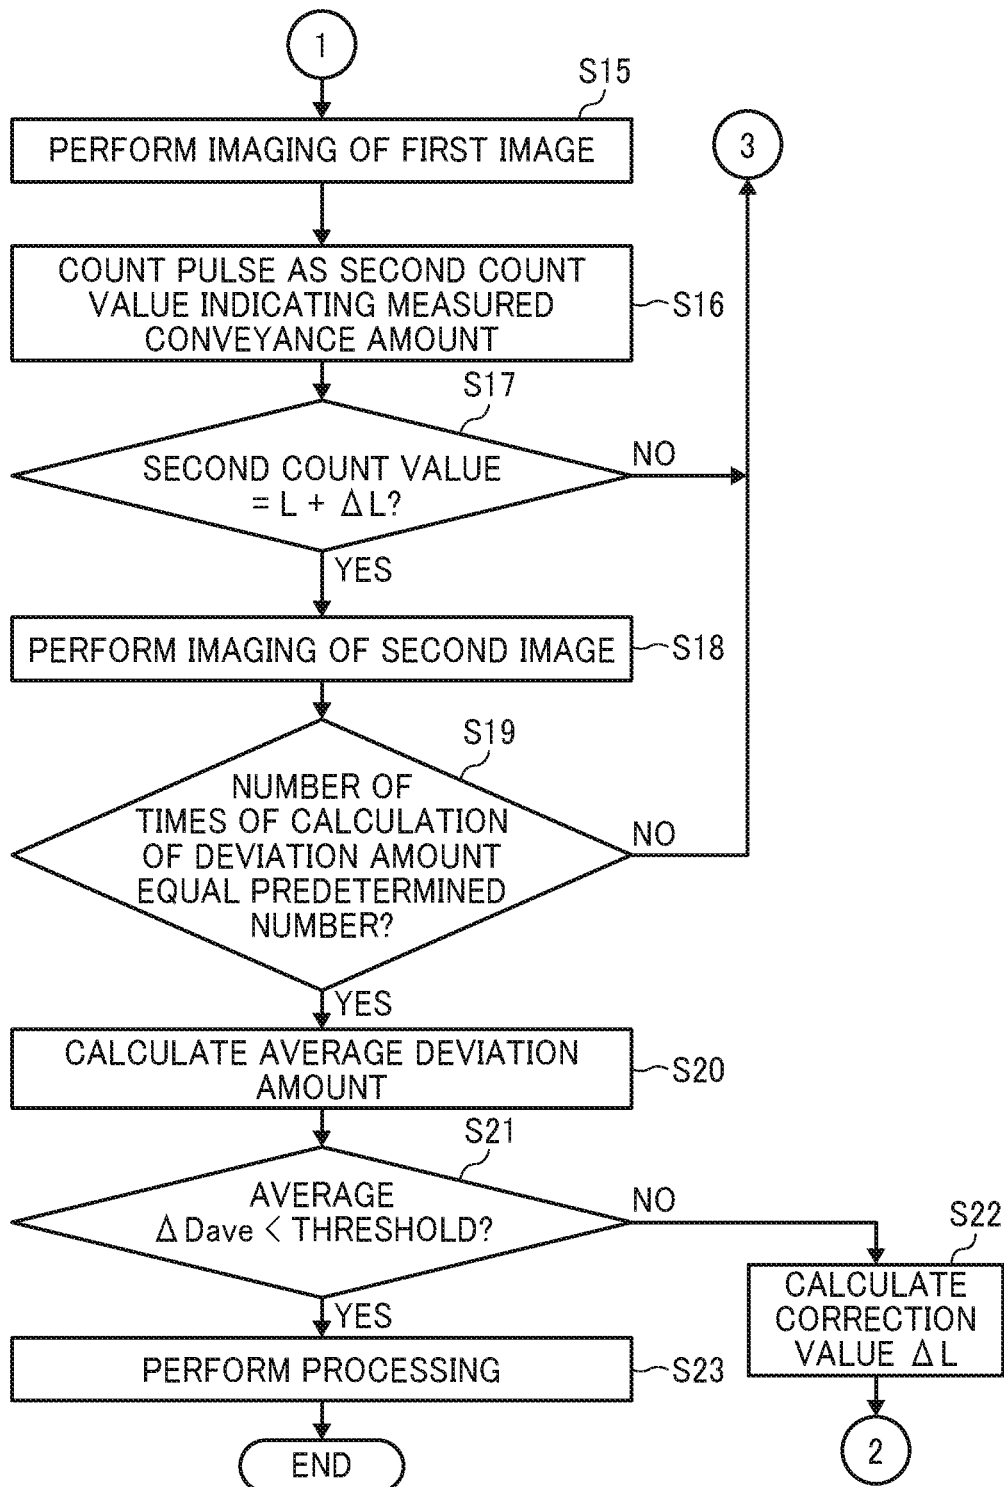 1
S15
PERFORM IMAGING OF FIRST IMAGE
3
COUNT PULSE AS SECOND COUNT
VALUE INDICATING MEASURED
CONVEYANCE AMOUNT
S16
S17
SECOND COUNT VALUE
= L + ΔL?
NO
YES
PERFORM IMAGING OF SECOND IMAGE
S18
S19
NUMBER OF
TIMES OF CALCULATION
OF DEVIATION AMOUNT
EQUAL PREDETERMINED
NUMBER?
NO
YES
CALCULATE AVERAGE DEVIATION
AMOUNT
S20
S21
AVERAGE
ΔDave < THRESHOLD?
NO
S22
CALCULATE
CORRECTION
VALUE ΔL
YES
PERFORM PROCESSING
S23
END
2